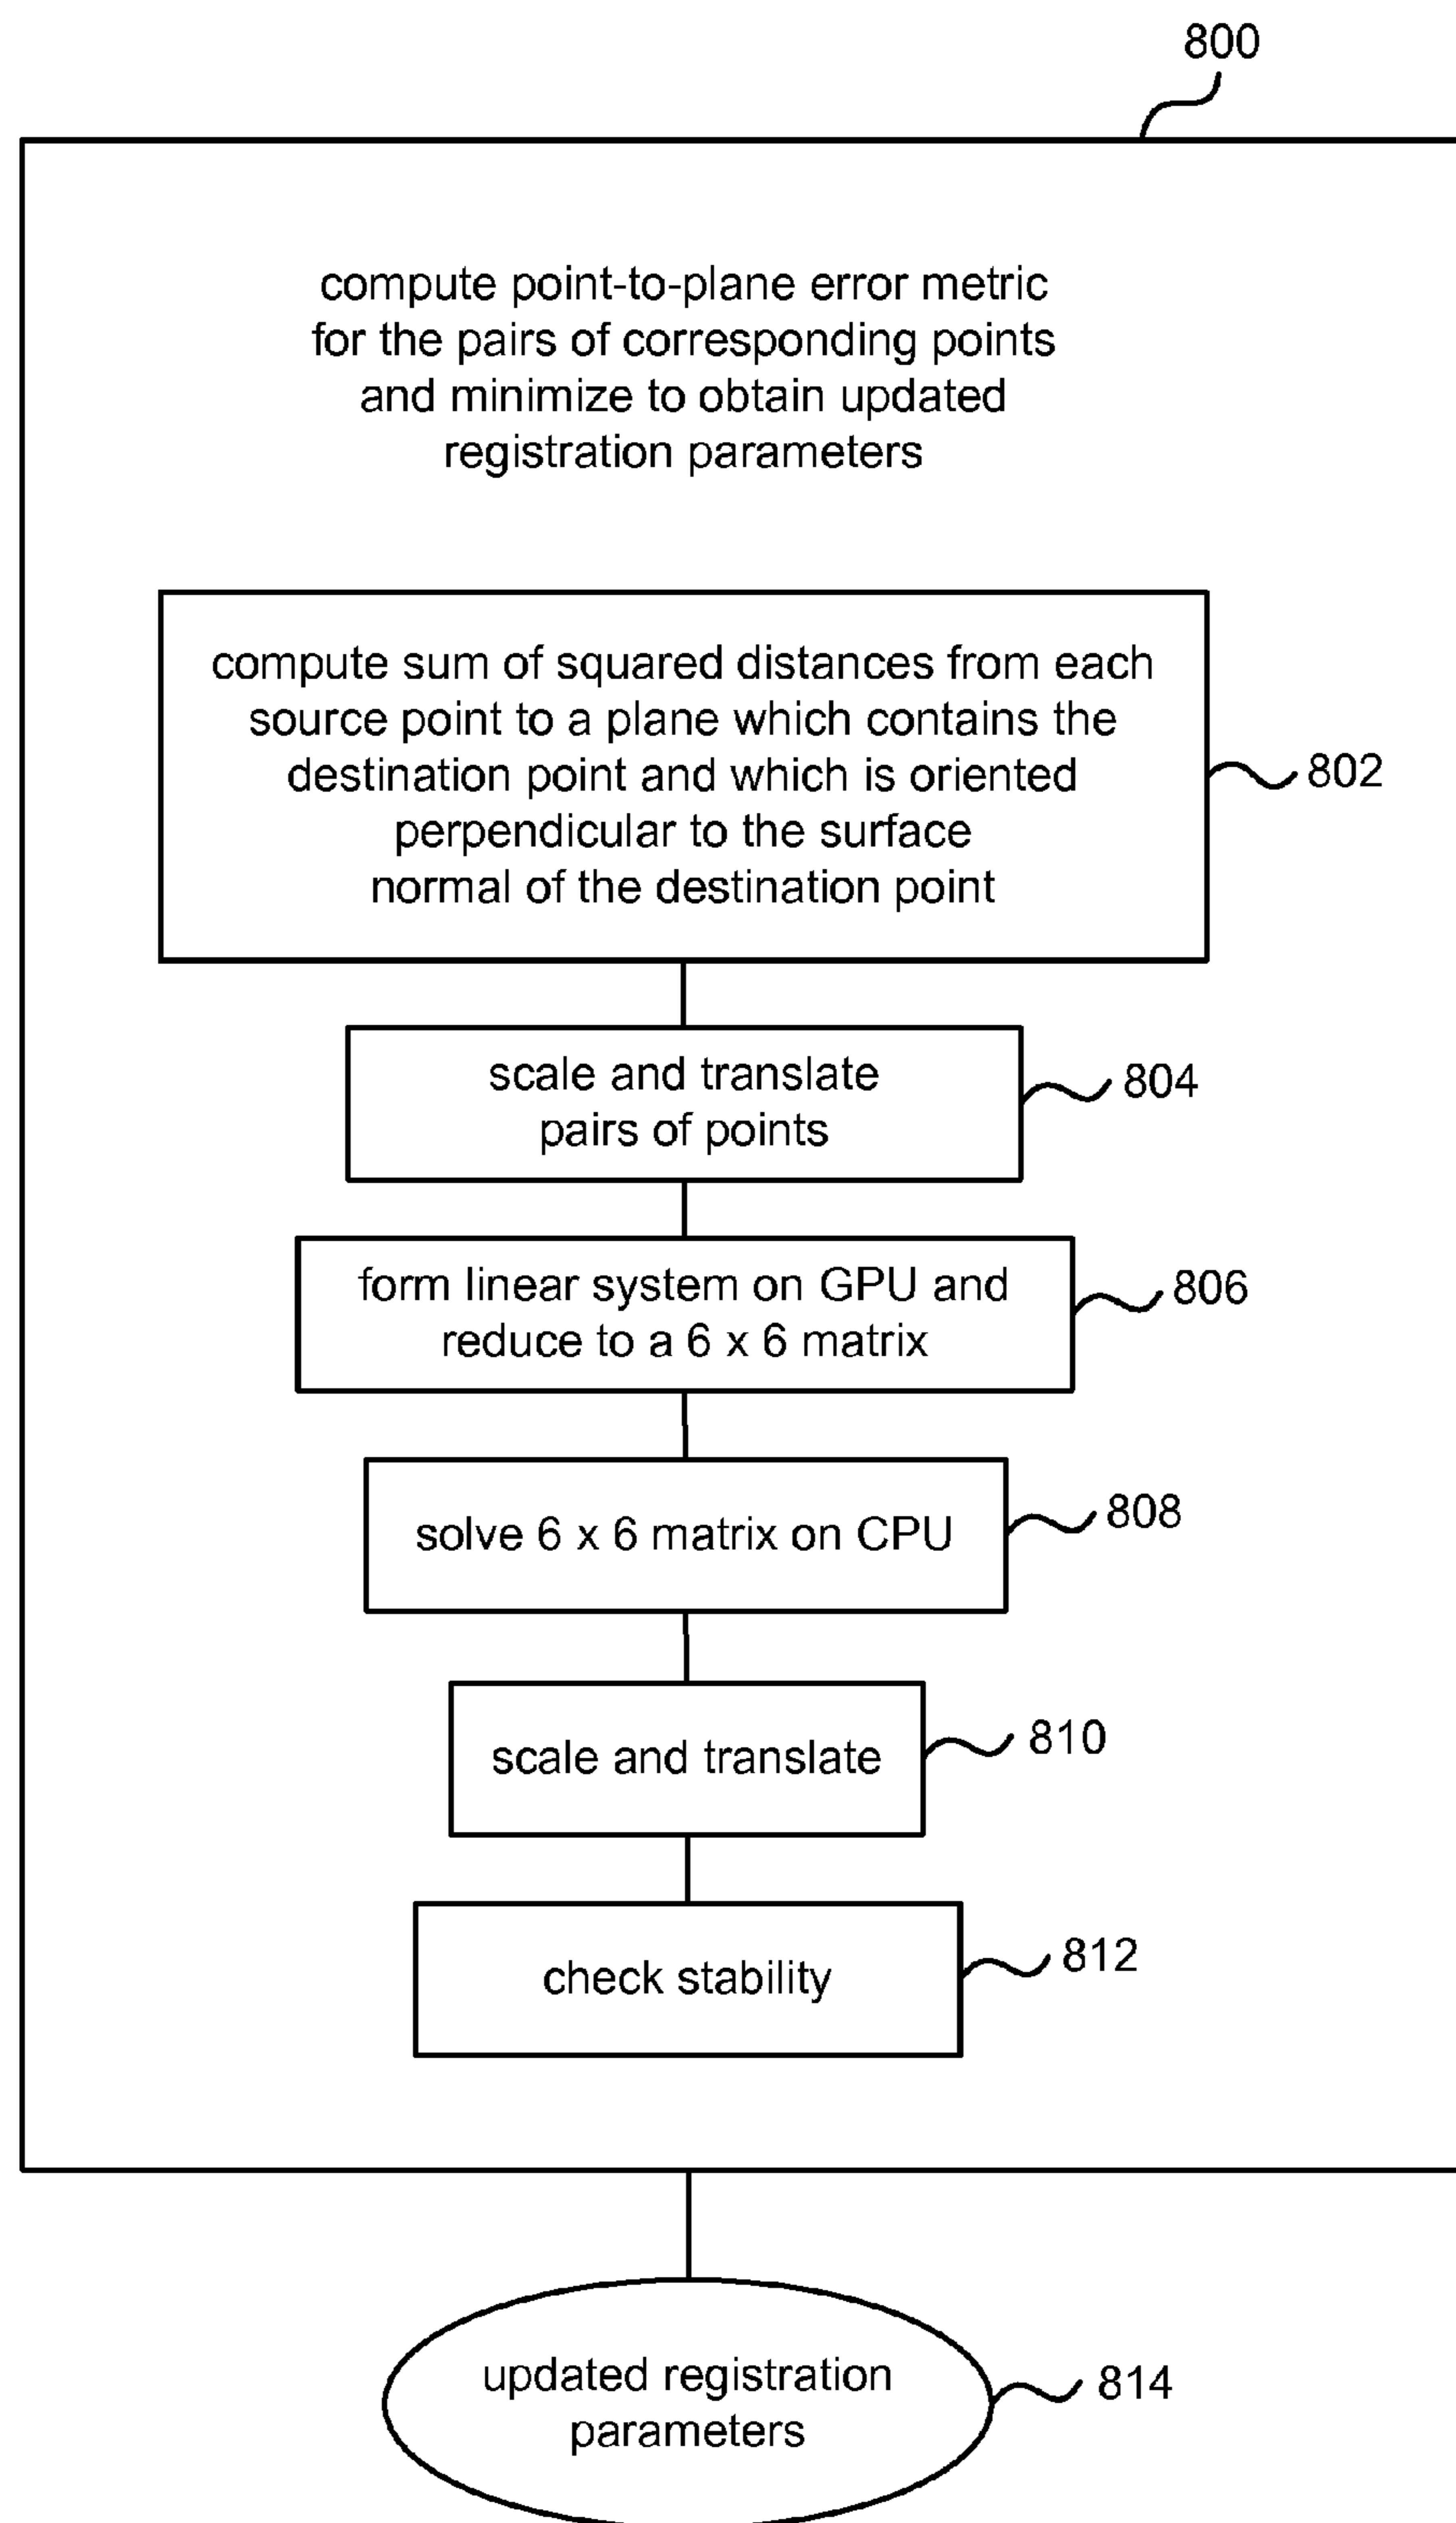 800
compute point-to-plane error metric
for the pairs of corresponding points
and minimize to obtain updated
registration parameters
compute sum of squared distances from each
source point to a plane which contains the
destination point and which is oriented
perpendicular to the surface
normal of the destination point
802
scale and translate
pairs of points
804
form linear system on GPU and
reduce to a 6 x 6 matrix
806
solve 6 x 6 matrix on CPU
808
scale and translate
810
check stability
812
updated registration
parameters
814